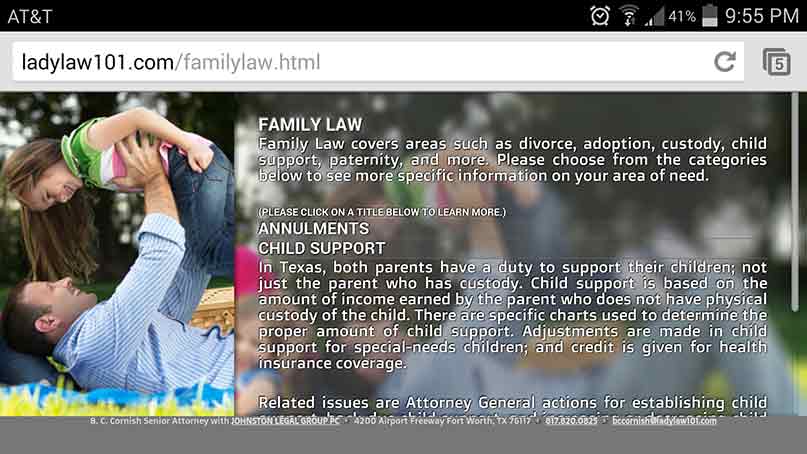 AT&T 41% 9:55 PM
ladylaw101.com/familylaw.html 5
FAMILY LAW
Family Law covers areas such as divorce, adoption, custody, child
support, paternity, and more. Please choose from the categories
below to see more specific information on your area of need.
(PLEASE CLICK ON A TITLE BELOW TO LEARN MORE.)
ANNULMENTS
CHILD SUPPORT
In Texas, both parents have a duty to support their children; not
just the parent who has custody. Child support is based on the
amount of income earned by the parent who does not have physical
custody of the child. There are specific charts used to determine the
proper amount of child support. Adjustments are made in child
support for special-needs children; and credit is given for health
insurance coverage.
Related issues are Attorney General actions for establishing child
B. C. Cornish Senior Attorney with JOHNSTON LEGAL GROUP PC • 4200 Airport Freeway Fort Worth, TX 76117 • 817.820.0825 • bccornish@ladylaw101.com